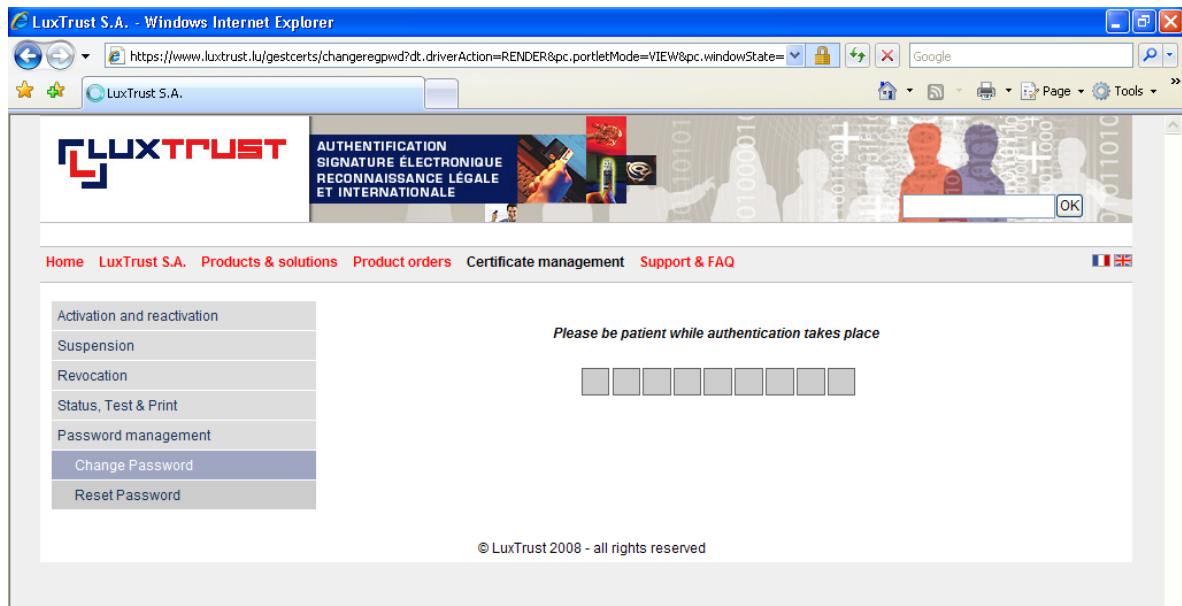 LuxTrust S.A. - Windows Internet Explorer
https://www.luxtrust.lu/gestcerts/changeregpwd?dt.driverAction=RENDER&pc.portletMode=VIEW&pc.windowState=
Google
LuxTrust S.A.
Page
Tools
LUXTRUST
AUTHENTIFICATION
SIGNATURE ÉLECTRONIQUE
RECONNAISSANCE LÉGALE
ET INTERNATIONALE
OK
Home LuxTrust S.A. Products & solutions Product orders Certificate management Support & FAQ
Activation and reactivation
Suspension
Revocation
Status, Test & Print
Password management
Change Password
Reset Password
Please be patient while authentication takes place
© LuxTrust 2008 - all rights reserved